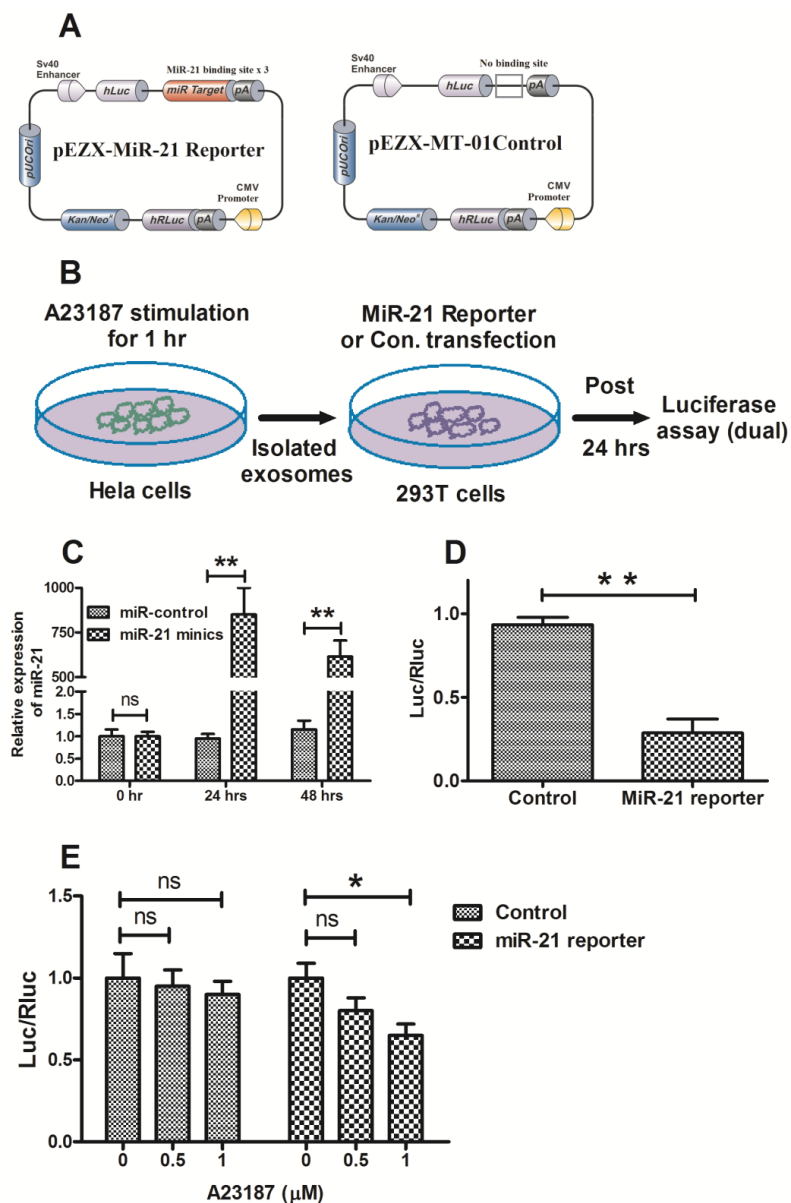 A
Sv40
Enhancer
MiR-21 binding site x 3
hLuc
miR Target
pA
pUCOri
pEZX-MiR-21 Reporter
CMV
Promoter
Kan/Neoᴿ
hRLuc
pA
Sv40
Enhancer
No binding site
hLuc
pA
pUCOri
pEZX-MT-01Control
CMV
Promoter
Kan/Neoᴿ
hRLuc
pA
B
A23187 stimulation
for 1 hr
MiR-21 Reporter
or Con. transfection
Isolated
exosomes
Post
24 hrs
Luciferase
assay (dual)
Hela cells
293T cells
C
Relative expression
of miR-21
1000
750
500
2.0
1.5
1.0
0.5
0.0
miR-control
miR-21 minics
ns
**
**
0 hr
24 hrs
48 hrs
D
Luc/Rluc
1.0
0.5
0.0
* *
Control
MiR-21 reporter
E
Luc/Rluc
1.5
1.0
0.5
0.0
ns
ns
*
ns
Control
miR-21 reporter
0 0.5 1 0 0.5 1
A23187 (μM)